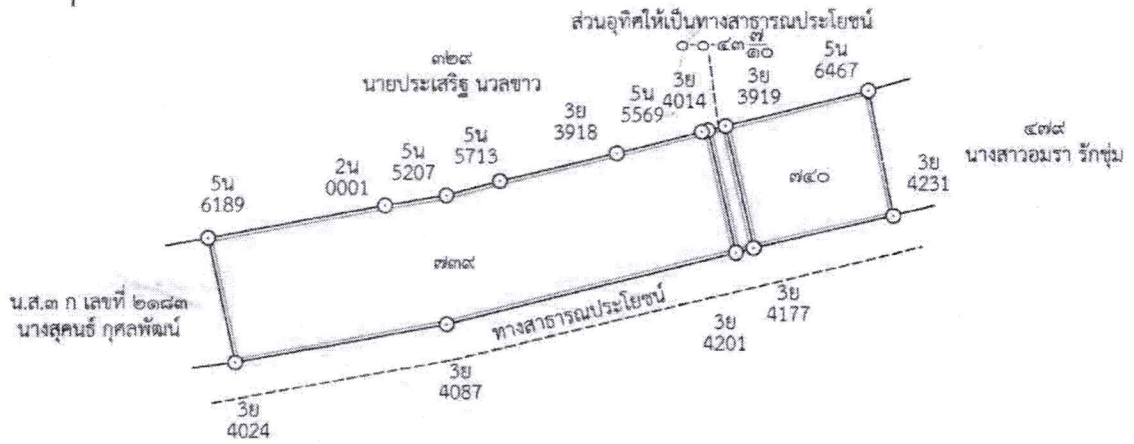 ส่วนอุทิศให้เป็นทางสาธารณประโยชน์
๐-๐-๔๓ ๗/๑๐
๓๒๙
นายประเสริฐ นวลขาว
5น
6467
3ย
3919
3ย
4014
5น
5569
3ย
3918
5น
5713
5น
5207
2น
0001
5น
6189
๔๗๙
นางสาวอมรา รักชุ่ม
๗๔๐
3ย
4231
๗๓๙
น.ส.๓ ก เลขที่ ๒๑๘๓
นางสุคนธ์ กุศลพัฒน์
ทางสาธารณประโยชน์
3ย
4177
3ย
4201
3ย
4087
3ย
4024